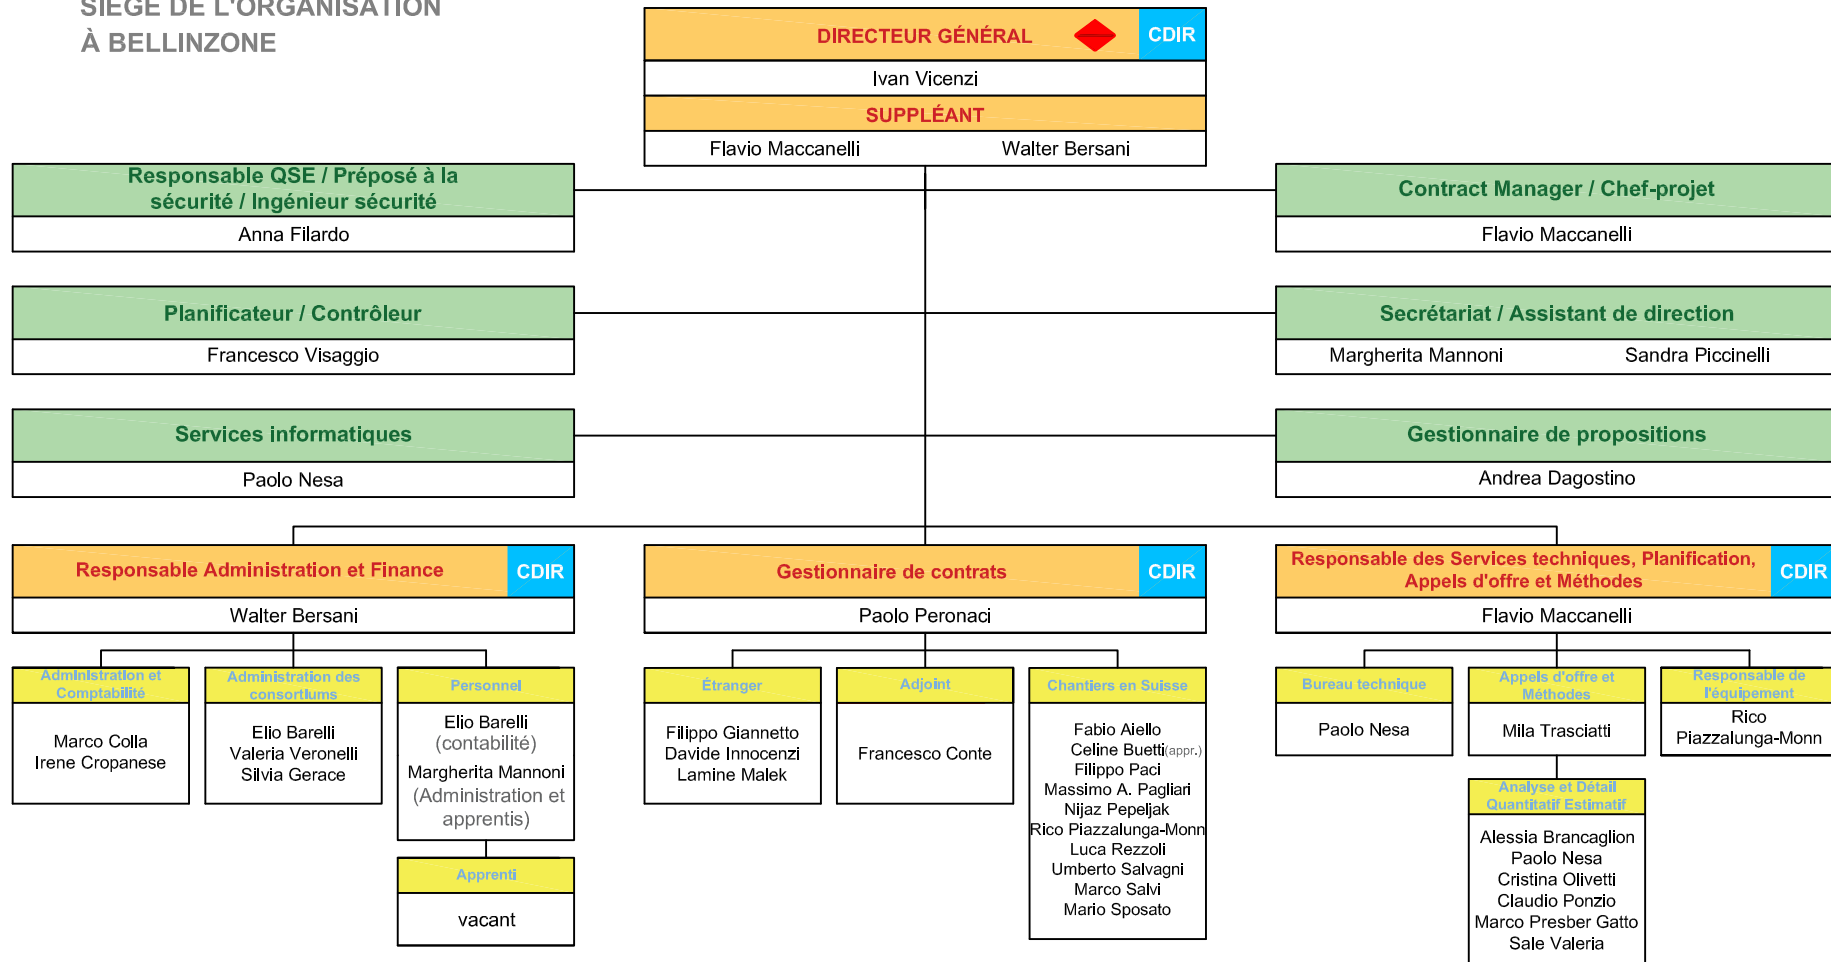 SIÈGE DE L'ORGANISATION
À BELLINZONE
DIRECTEUR GÉNÉRAL
CDIR
Ivan Vicenzi
SUPPLÉANT
Flavio Maccanelli
Walter Bersani
Responsable QSE / Préposé à la
sécurité / Ingénieur sécurité
Anna Filardo
Contract Manager / Chef-projet
Flavio Maccanelli
Planificateur / Contrôleur
Francesco Visaggio
Secrétariat / Assistant de direction
Margherita Mannoni
Sandra Piccinelli
Services informatiques
Paolo Nesa
Gestionnaire de propositions
Andrea Dagostino
Responsable Administration et Finance
CDIR
Walter Bersani
Gestionnaire de contrats
CDIR
Paolo Peronaci
Responsable des Services techniques, Planification,
Appels d'offre et Méthodes
CDIR
Flavio Maccanelli
Administration et
Comptabilité
Marco Colla
Irene Cropanese
Administration des
consortiums
Elio Barelli
Valeria Veronelli
Silvia Gerace
Personnel
Elio Barelli
(contabilité)
Margherita Mannoni
(Administration et
apprentis)
Apprenti
vacant
Étranger
Filippo Giannetto
Davide Innocenzi
Lamine Malek
Adjoint
Francesco Conte
Chantiers en Suisse
Fabio Aiello
Celine Buetti(appr.)
Filippo Paci
Massimo A. Pagliari
Nijaz Pepeljak
Rico Piazzalunga-Monn
Luca Rezzoli
Umberto Salvagni
Marco Salvi
Mario Sposato
Bureau technique
Paolo Nesa
Appels d'offre et
Méthodes
Mila Trasciatti
Responsable de
l'équipement
Rico
Piazzalunga-Monn
Analyse et Détail
Quantitatif Estimatif
Alessia Brancaglion
Paolo Nesa
Cristina Olivetti
Claudio Ponzio
Marco Presber Gatto
Sale Valeria